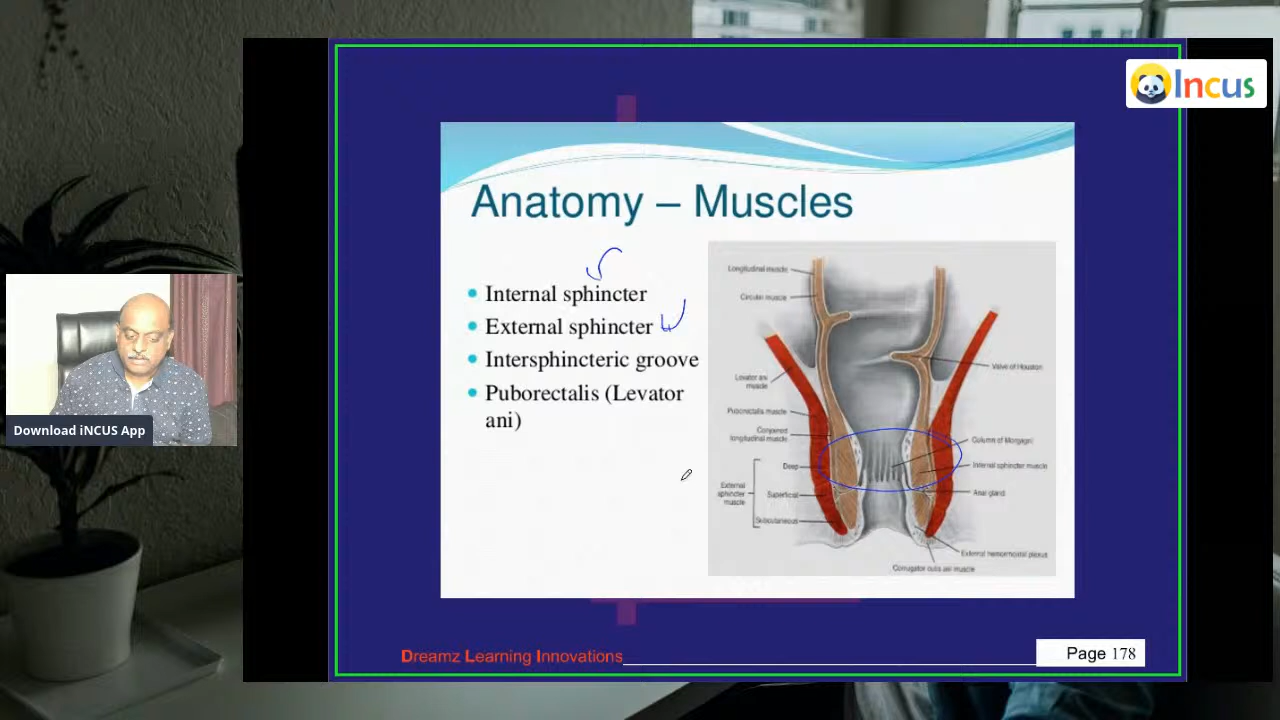 Incus
Anatomy – Muscles
Internal sphincter
External sphincter
Intersphincteric groove
Puborectalis (Levator
ani)
Longitudinal muscle
Circular muscle
Levator ani
muscle
Puborectalis muscle
Conjoined
longitudinal muscle
Deep
External
sphincter
muscle
Superficial
Subcutaneous
Valve of Houston
Column of Morgagni
Internal sphincter muscle
Anal gland
External hemorrhoidal plexus
Corrugator cutis ani muscle
Download iNCUS App
Dreamz Learning Innovations
Page 178